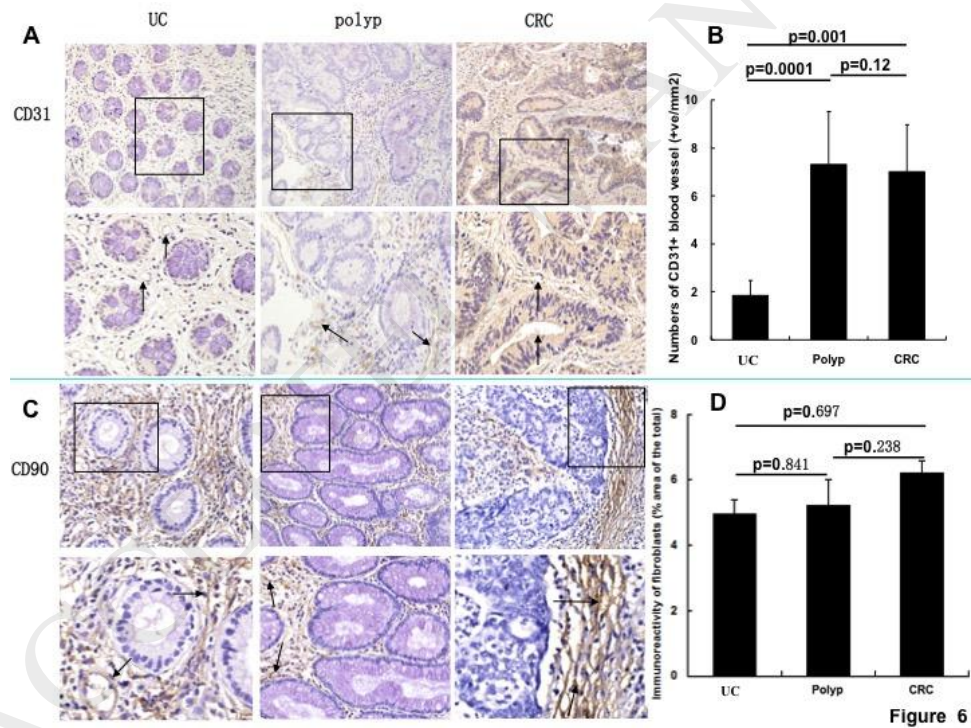 UC polyp CRC
A
CD31
B
p=0.001
p=0.0001 p=0.12
Numbers of CD31+ blood vessel (+ve/mm2)
10
8
6
4
2
0
UC Polyp CRC
C
CD90
D
p=0.697
p=0.841 p=0.238
Immunoreactivity of fibroblasts (% area of the total)
8
6
4
2
0
UC Polyp CRC
Figure 6